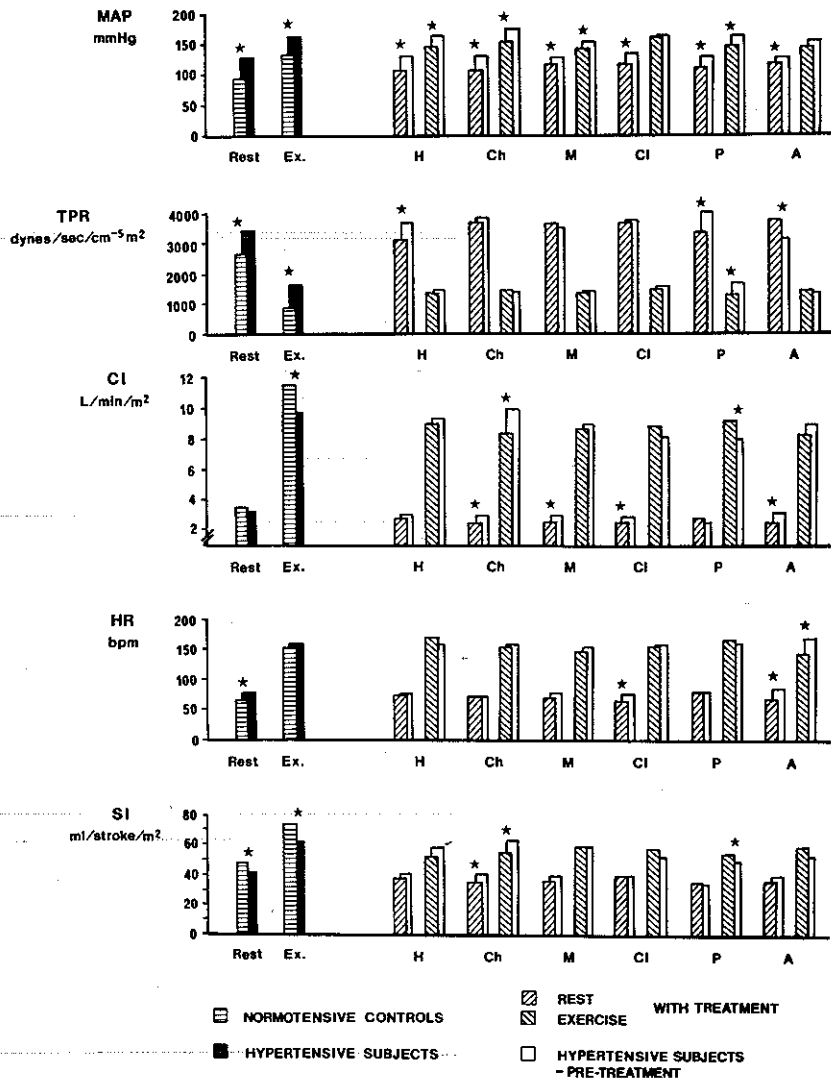 MAP
mmHg
200
150
100
50
0
★ ★ ★ ★ ★ ★ ★ ★ ★ ★ ★ ★
Rest Ex. H Ch M Cl P A
TPR
dynes/sec/cm⁻⁵m²
4000
3000
2000
1000
0
★ ★ ★ ★ ★ ★
Rest Ex. H Ch M Cl P A
CI
L/min/m²
12
10
8
6
4
2
★ ★ ★ ★ ★ ★ ★
Rest Ex. H Ch M Cl P A
HR
bpm
200
150
100
50
0
★ ★ ★ ★
Rest Ex. H Ch M Cl P A
SI
ml/stroke/m²
80
60
40
20
0
★ ★ ★ ★ ★
Rest Ex. H Ch M Cl P A
NORMOTENSIVE CONTROLS
HYPERTENSIVE SUBJECTS
REST
EXERCISE
WITH TREATMENT
HYPERTENSIVE SUBJECTS
- PRE-TREATMENT